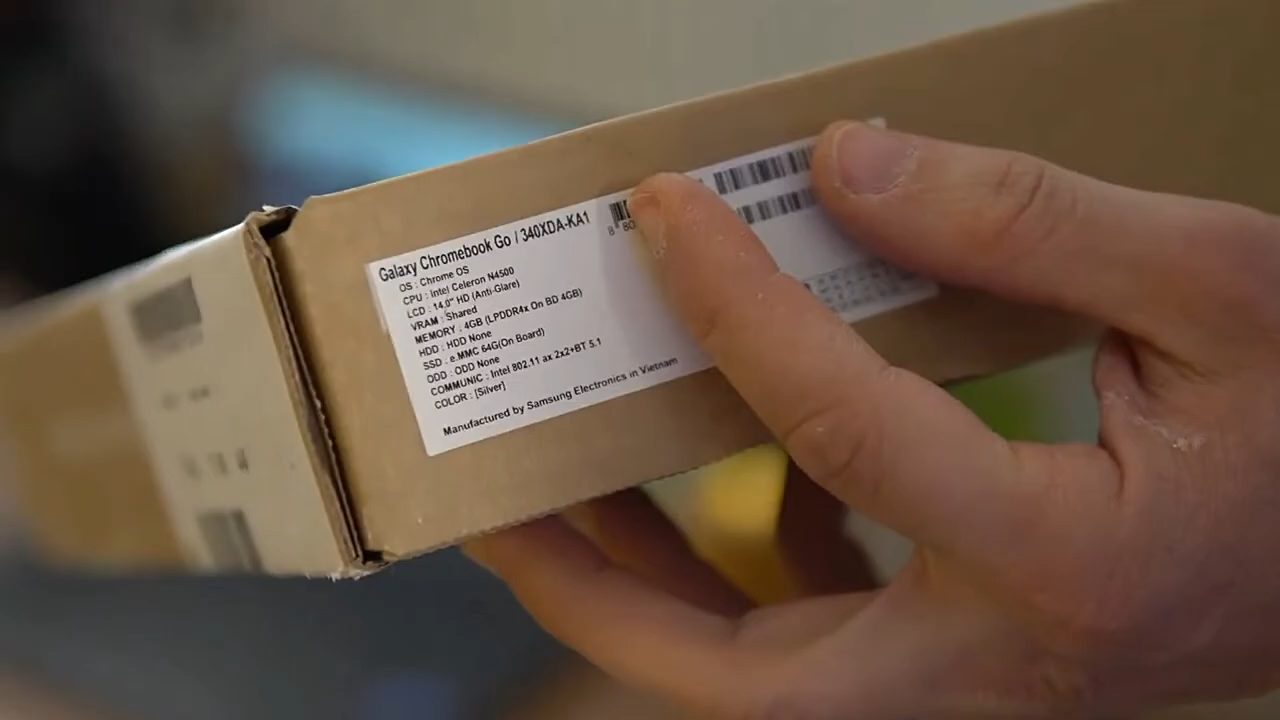 Galaxy Chromebook Go / 340XDA-KA1
OS : Chrome OS
CPU : Intel Celeron N4500
LCD : 14.0" HD (Anti-Glare)
VRAM : Shared
MEMORY : 4GB (LPDDR4x On BD 4GB)
HDD : HDD None
SSD : e.MMC 64G(On Board)
ODD : ODD None
COMMUNIC : Intel 802.11 ax 2x2+BT 5.1
COLOR : [Silver]
Manufactured by Samsung Electronics in Vietnam
8 80